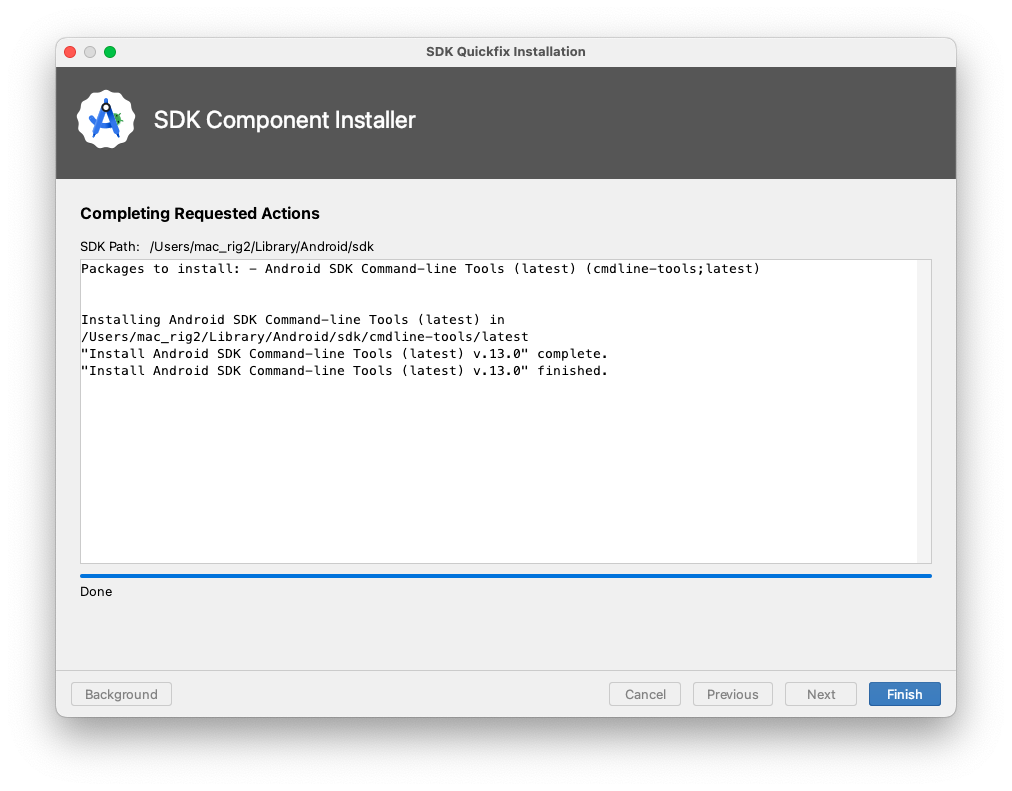 SDK Quickfix Installation
SDK Component Installer
Completing Requested Actions
SDK Path: /Users/mac_rig2/Library/Android/sdk
Packages to install: - Android SDK Command-line Tools (latest) (cmdline-tools;latest)
Installing Android SDK Command-line Tools (latest) in
/Users/mac_rig2/Library/Android/sdk/cmdline-tools/latest
"Install Android SDK Command-line Tools (latest) v.13.0" complete.
"Install Android SDK Command-line Tools (latest) v.13.0" finished.
Done
Background Cancel Previous Next Finish